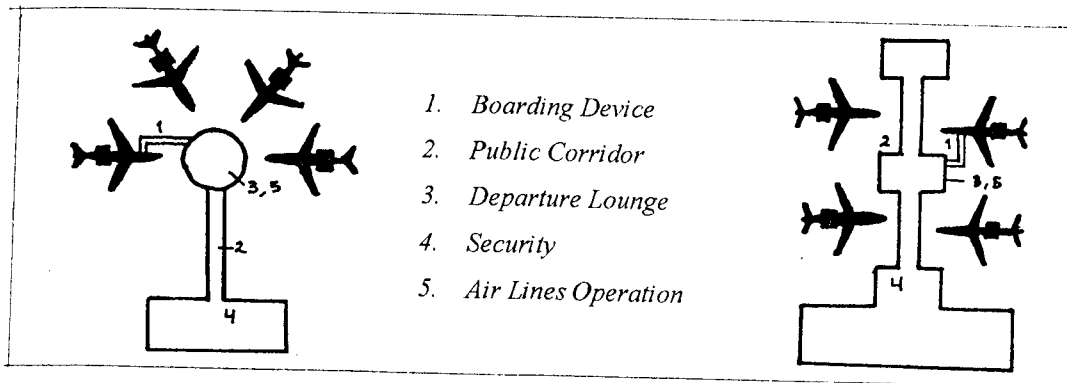 1
3, 5
2
4
1. Boarding Device
2. Public Corridor
3. Departure Lounge
4. Security
5. Air Lines Operation
2
1
3, 5
4